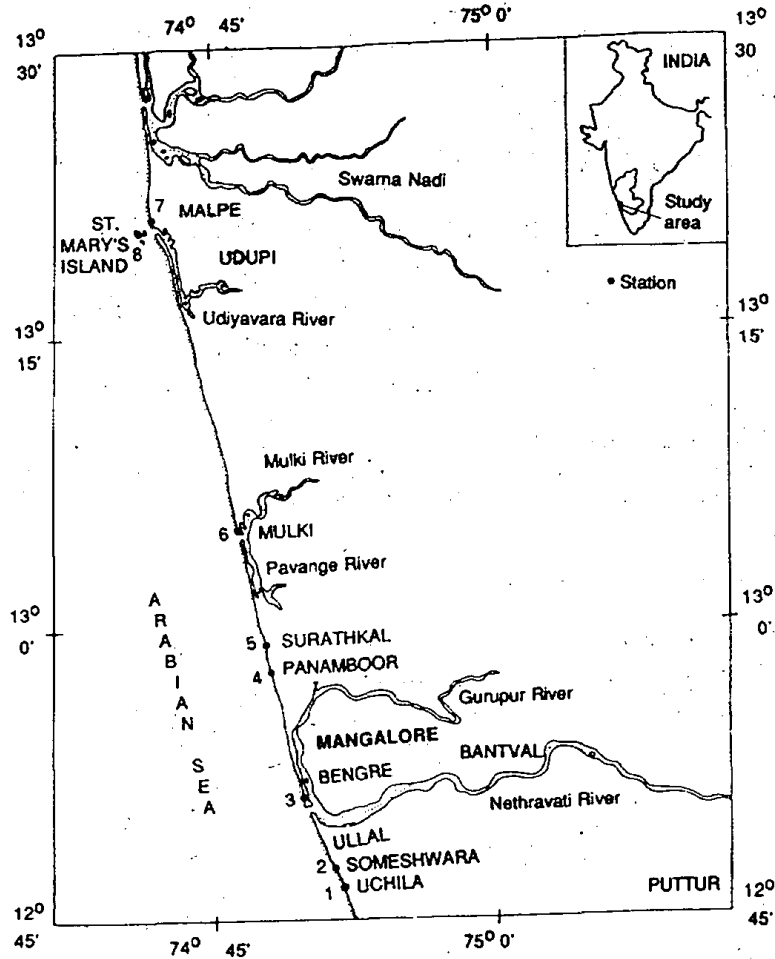 74° 45'
75° 0'
13°
30'
13°
30
INDIA
Study
area
Station
Swarna Nadi
7
MALPE
ST.
MARY'S
ISLAND
8
UDUPI
Udiyavara River
13°
15'
13°
15'
Mulki River
6
MULKI
Pavange River
13°
0'
13°
0'
ARABIAN SEA
5
SURATHKAL
4
PANAMBOOR
Gurupur River
MANGALORE
BANTVAL
BENGRE
3
Nethravati River
ULLAL
2
SOMESHWARA
1
UCHILA
PUTTUR
12°
45'
12°
45
74° 45'
75° 0'